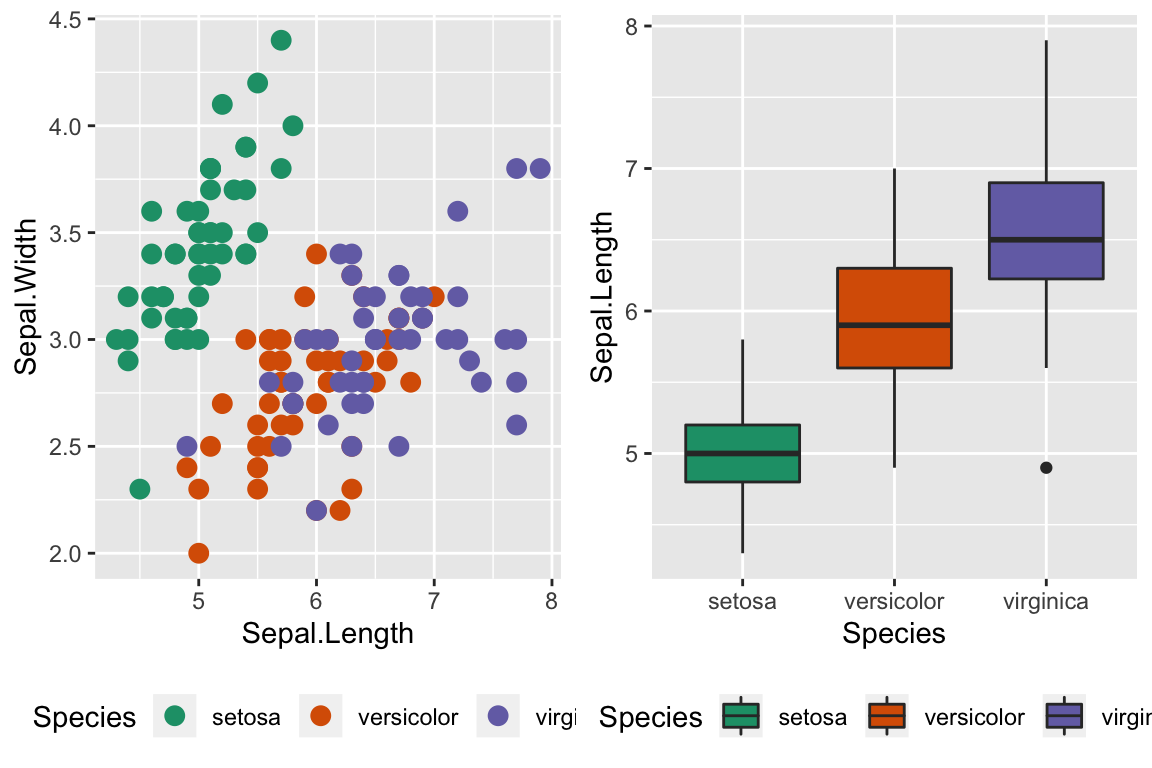 4.5
4.0
3.5
3.0
2.5
2.0
Sepal.Width
5 6 7 8
Sepal.Length
Species setosa versicolor virgi
8
7
6
5
Sepal.Length
setosa versicolor virginica
Species
Species setosa versicolor virgin